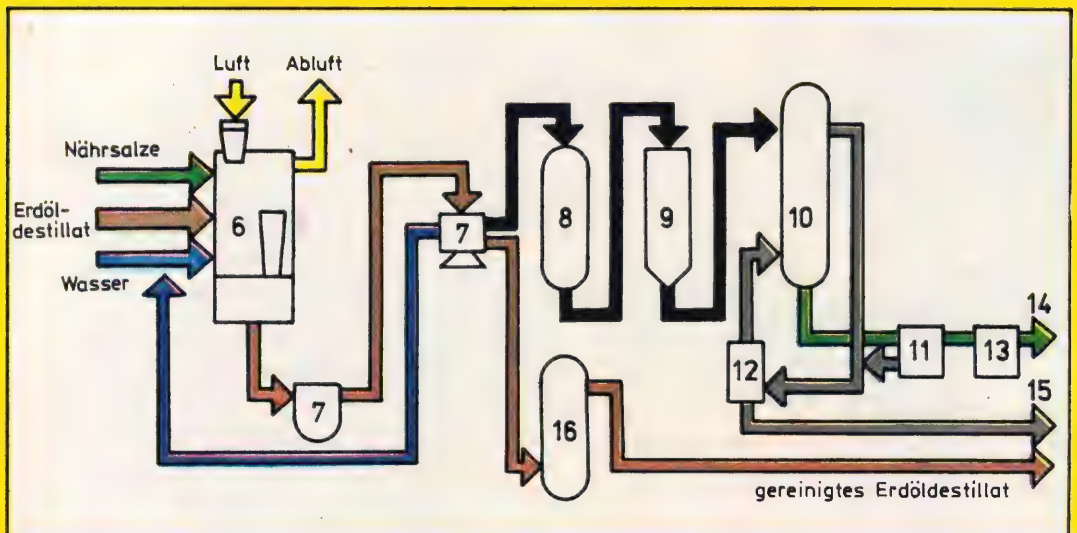 Luft Abluft
Nährsalze
Erdöl-
destillat
Wasser
6
7
7
8
9
10
11
12
13
14
15
16
gereinigtes Erdöldestillat